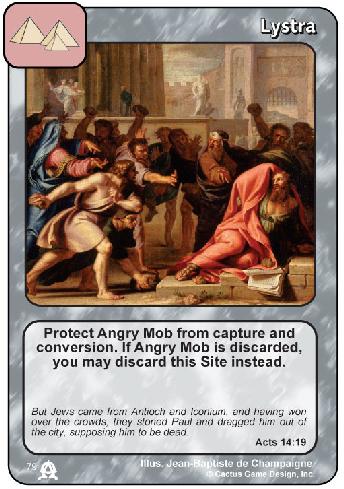 Lystra
Protect Angry Mob from capture and
conversion. If Angry Mob is discarded,
you may discard this Site instead.
But Jews came from Antioch and Iconium, and having won
over the crowds, they stoned Paul and dragged him out of
the city, supposing him to be dead.
Acts 14:19
Illus. Jean-Baptiste de Champaigne
© Cactus Game Design, Inc.